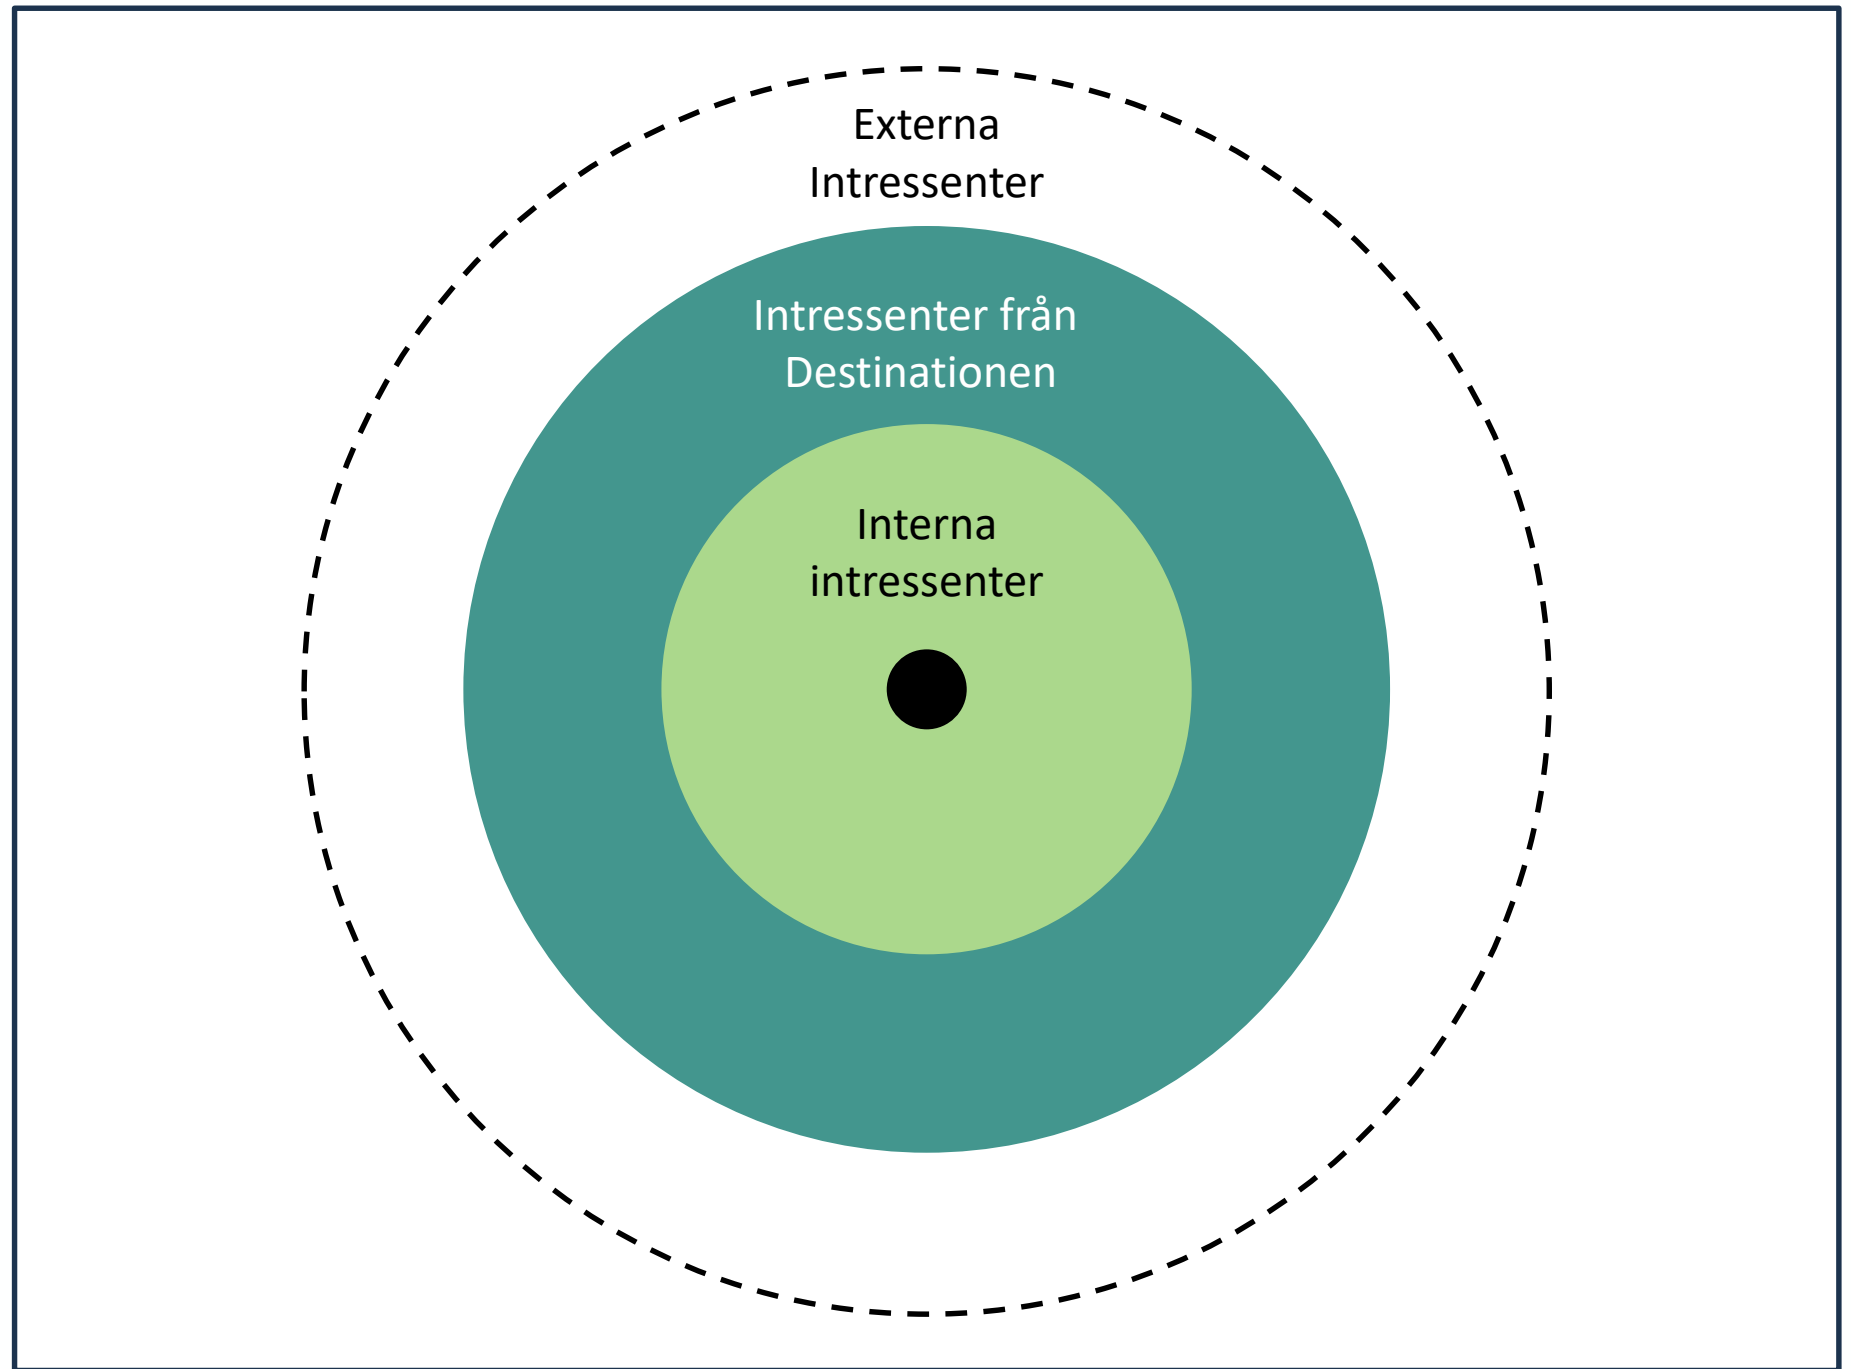 Externa
Intressenter
Intressenter från
Destinationen
Interna
intressenter